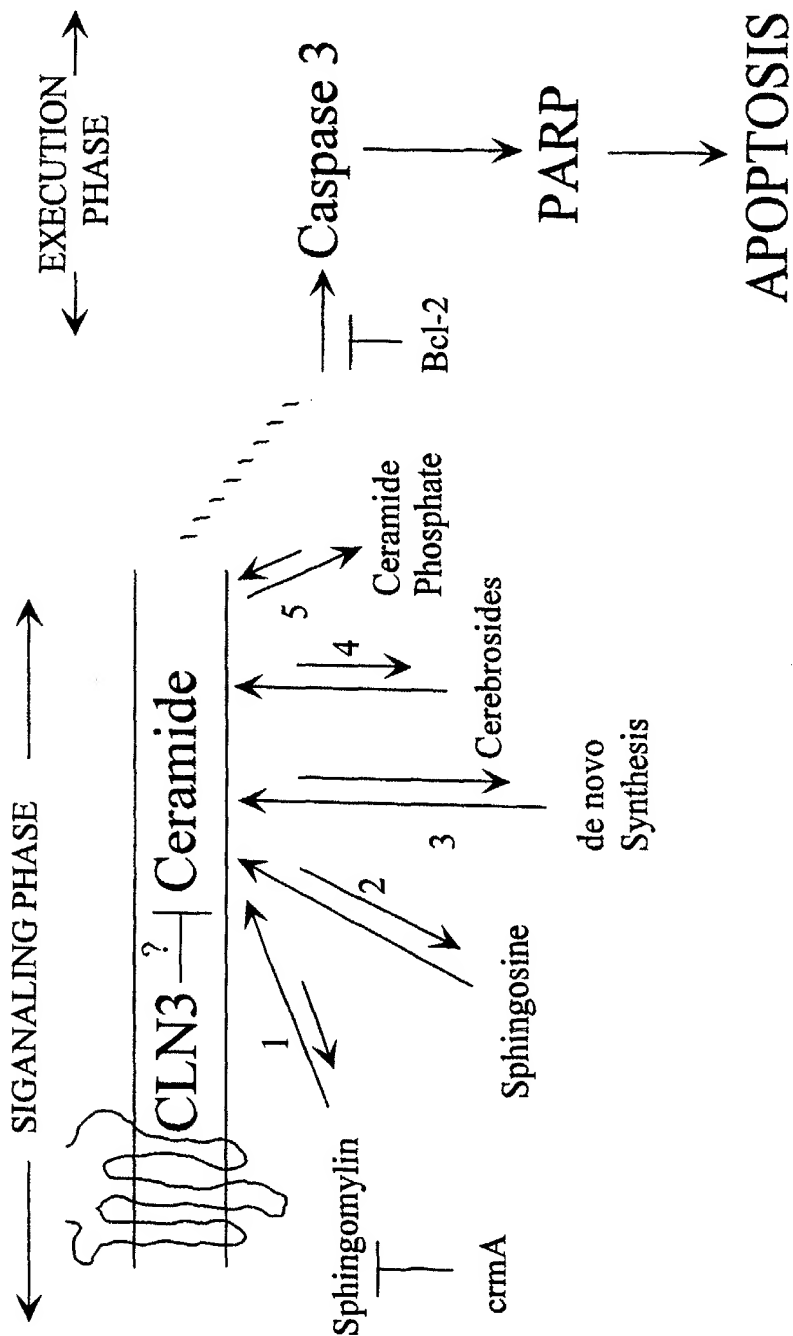 SIGANALING PHASE
EXECUTION
PHASE
CLN3
?
Ceramide
1
2
3
4
5
Sphingomylin
crmA
Sphingosine
de novo
Synthesis
Cerebrosides
Ceramide
Phosphate
Bcl-2
Caspase 3
PARP
APOPTOSIS